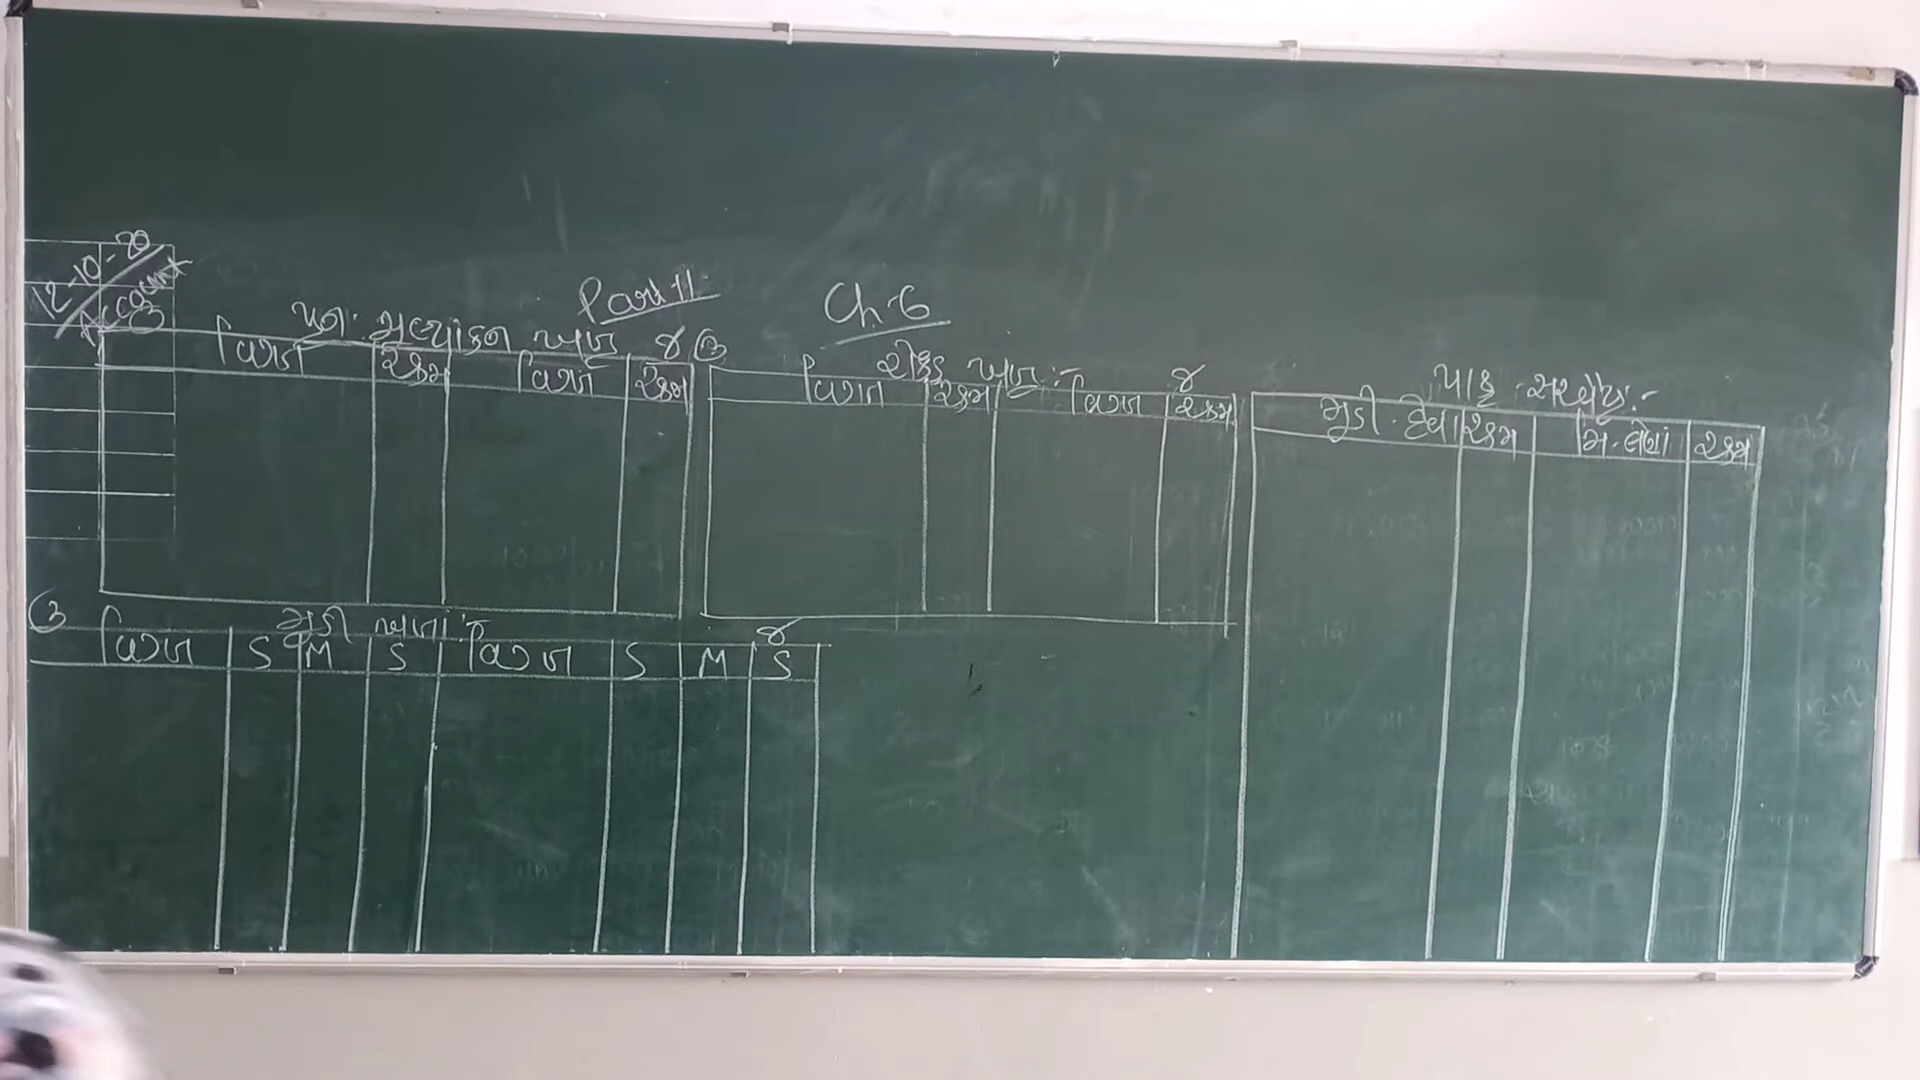 12-10-20
Account
Part 11
Ch-6
પુનઃ મુલ્યાંકન ખાતુ
ઉ
જ
વિગત રકમ વિગત રકમ
ઉ રોકડ ખાતુ :- જ
વિગત રકમ વિગત રકમ
પાકુ સરવૈયુ :-
મુડી - દેવા રકમ મિ. લેણાં રકમ
ઉ મુડી ખાતા :- જ
વિગત S M S વિગત S M S